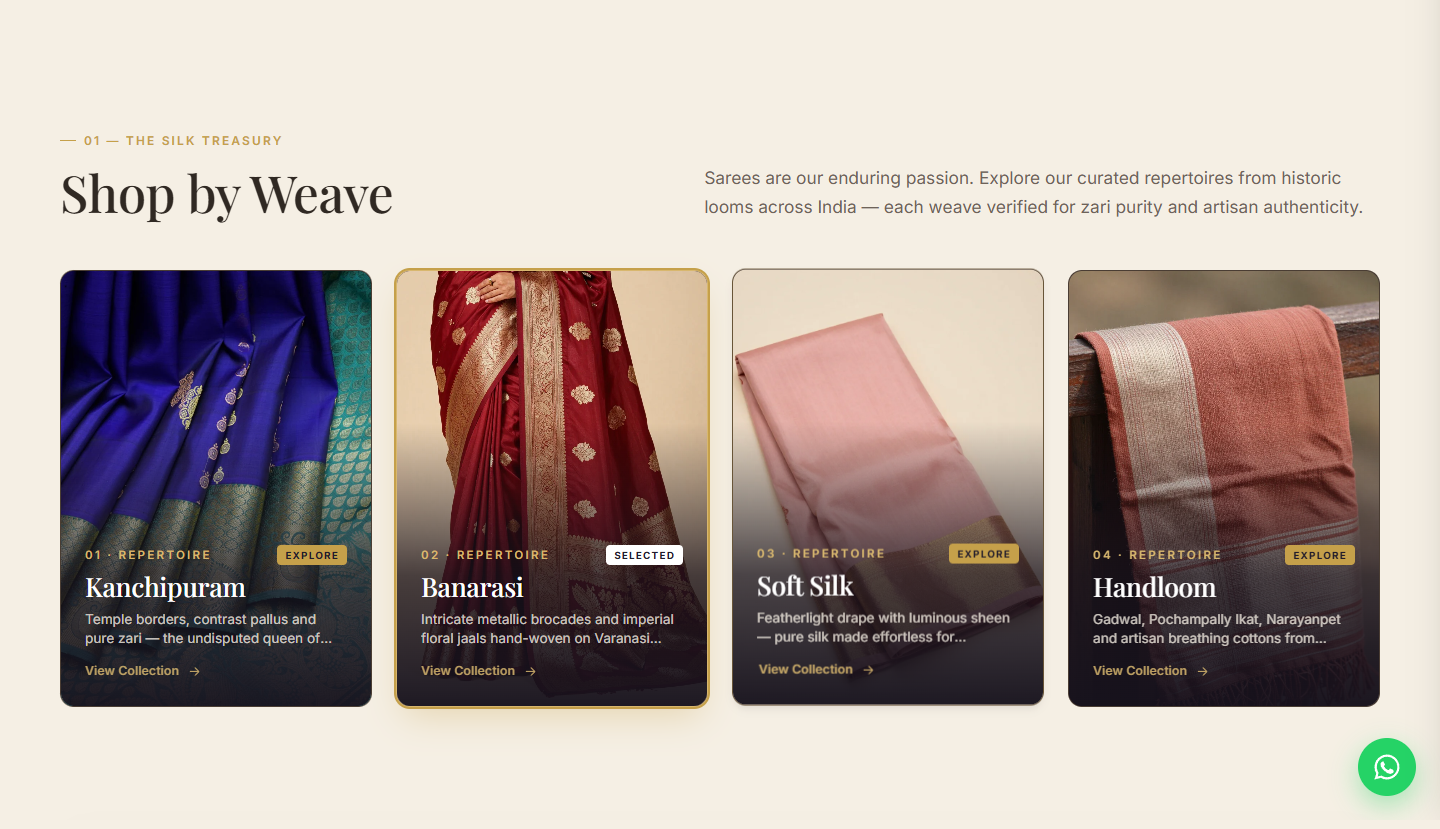 — 01 — THE SILK TREASURY
Shop by Weave
Sarees are our enduring passion. Explore our curated repertoires from historic
looms across India — each weave verified for zari purity and artisan authenticity.
01 · REPERTOIRE EXPLORE
Kanchipuram
Temple borders, contrast pallus and
pure zari — the undisputed queen of...
View Collection →
02 · REPERTOIRE SELECTED
Banarasi
Intricate metallic brocades and imperial
floral jaals hand-woven on Varanasi...
View Collection →
03 · REPERTOIRE EXPLORE
Soft Silk
Featherlight drape with luminous sheen
— pure silk made effortless for...
View Collection →
04 · REPERTOIRE EXPLORE
Handloom
Gadwal, Pochampally Ikat, Narayanpet
and artisan breathing cottons from...
View Collection →